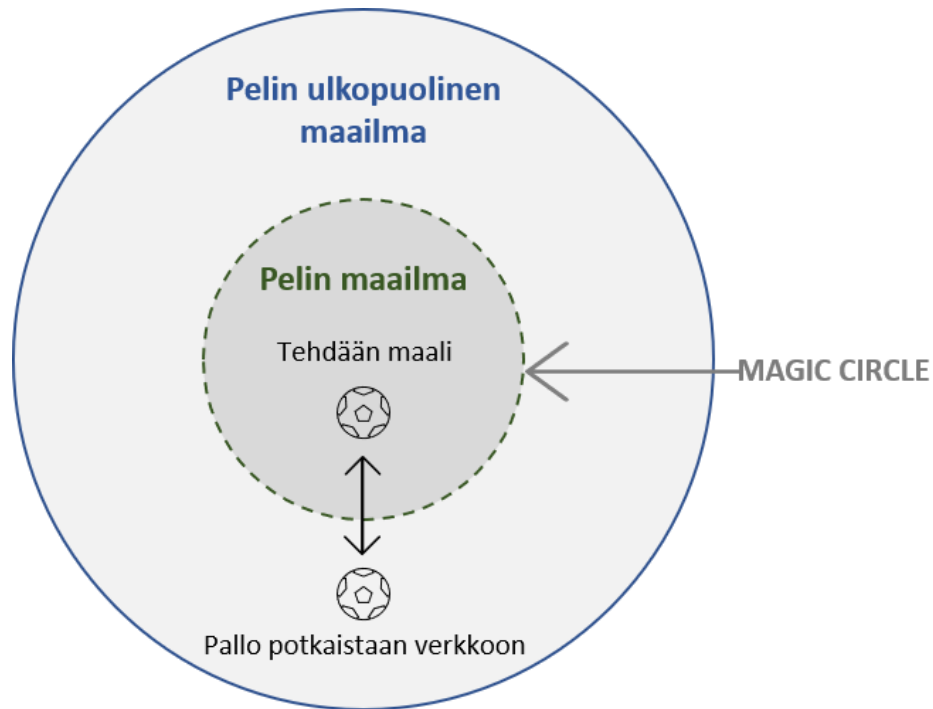 Pelin ulkopuolinen
maailma
Pelin maailma
Tehdään maali
MAGIC CIRCLE
Pallo potkaistaan verkkoon